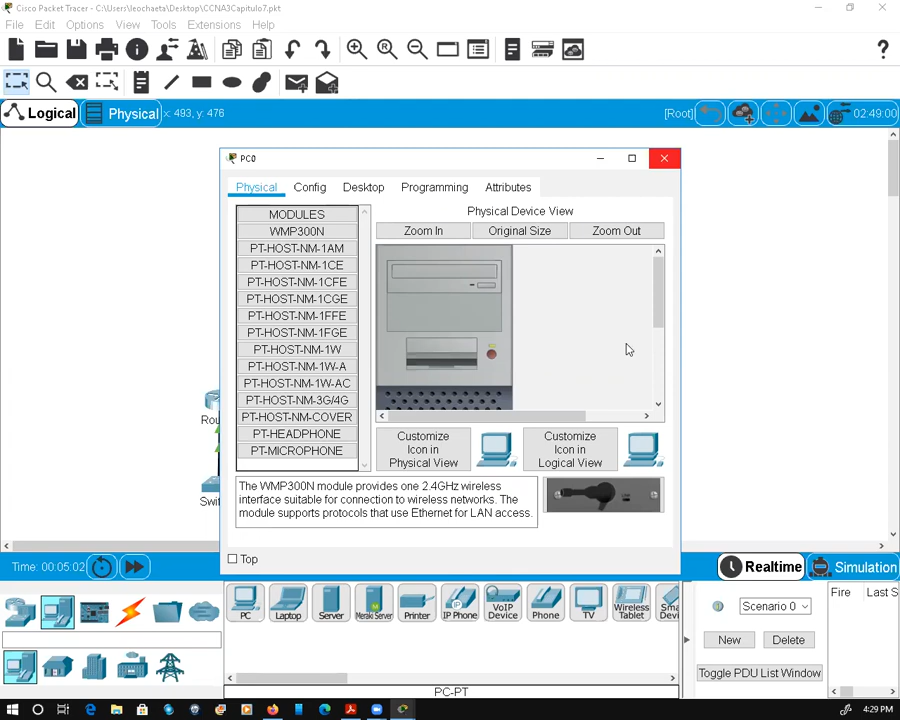 Cisco Packet Tracer - C:\Users\leochaeta\Desktop\CCNA3Capitulo7.pkt
File Edit Options View Tools Extensions Help
Logical Physical x: 493, y: 476 [Root] 02:49:00
PC0
Physical Config Desktop Programming Attributes
MODULES
WMP300N
PT-HOST-NM-1AM
PT-HOST-NM-1CE
PT-HOST-NM-1CFE
PT-HOST-NM-1CGE
PT-HOST-NM-1FFE
PT-HOST-NM-1FGE
PT-HOST-NM-1W
PT-HOST-NM-1W-A
PT-HOST-NM-1W-AC
PT-HOST-NM-3G/4G
PT-HOST-NM-COVER
PT-HEADPHONE
PT-MICROPHONE
Physical Device View
Zoom In Original Size Zoom Out
Customize
Icon in
Physical View
Customize
Icon in
Logical View
The WMP300N module provides one 2.4GHz wireless
interface suitable for connection to wireless networks. The
module supports protocols that use Ethernet for LAN access.
Top
Rou
Swit
Time: 00:05:02
Realtime Simulation
PC
Laptop
Server
Meraki Server
Printer
IP Phone
VoIP
Device
Phone
TV
Wireless
Tablet
Sma
Devi
PC-PT
Scenario 0
New Delete
Toggle PDU List Window
Fire Last S
4:29 PM